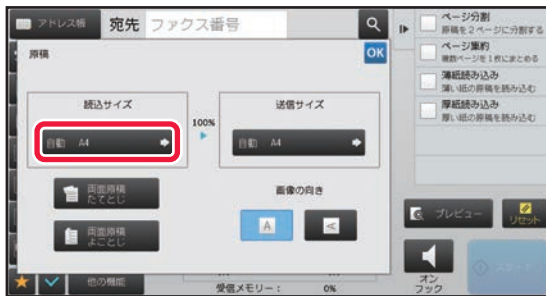 アドレス帳
宛先
ファクス番号
原稿
OK
読込サイズ
自動 A4
100%
送信サイズ
自動 A4
両面原稿
たてとじ
両面原稿
よことじ
画像の向き
A
A
他の機能
受信メモリー： 0%
ページ分割
原稿を2ページに分割する
ページ集約
複数ページを1枚にまとめる
薄紙読み込み
薄い紙の原稿を読み込む
厚紙読み込み
厚い紙の原稿を読み込む
プレビュー
リセット
オン
フック
スタート